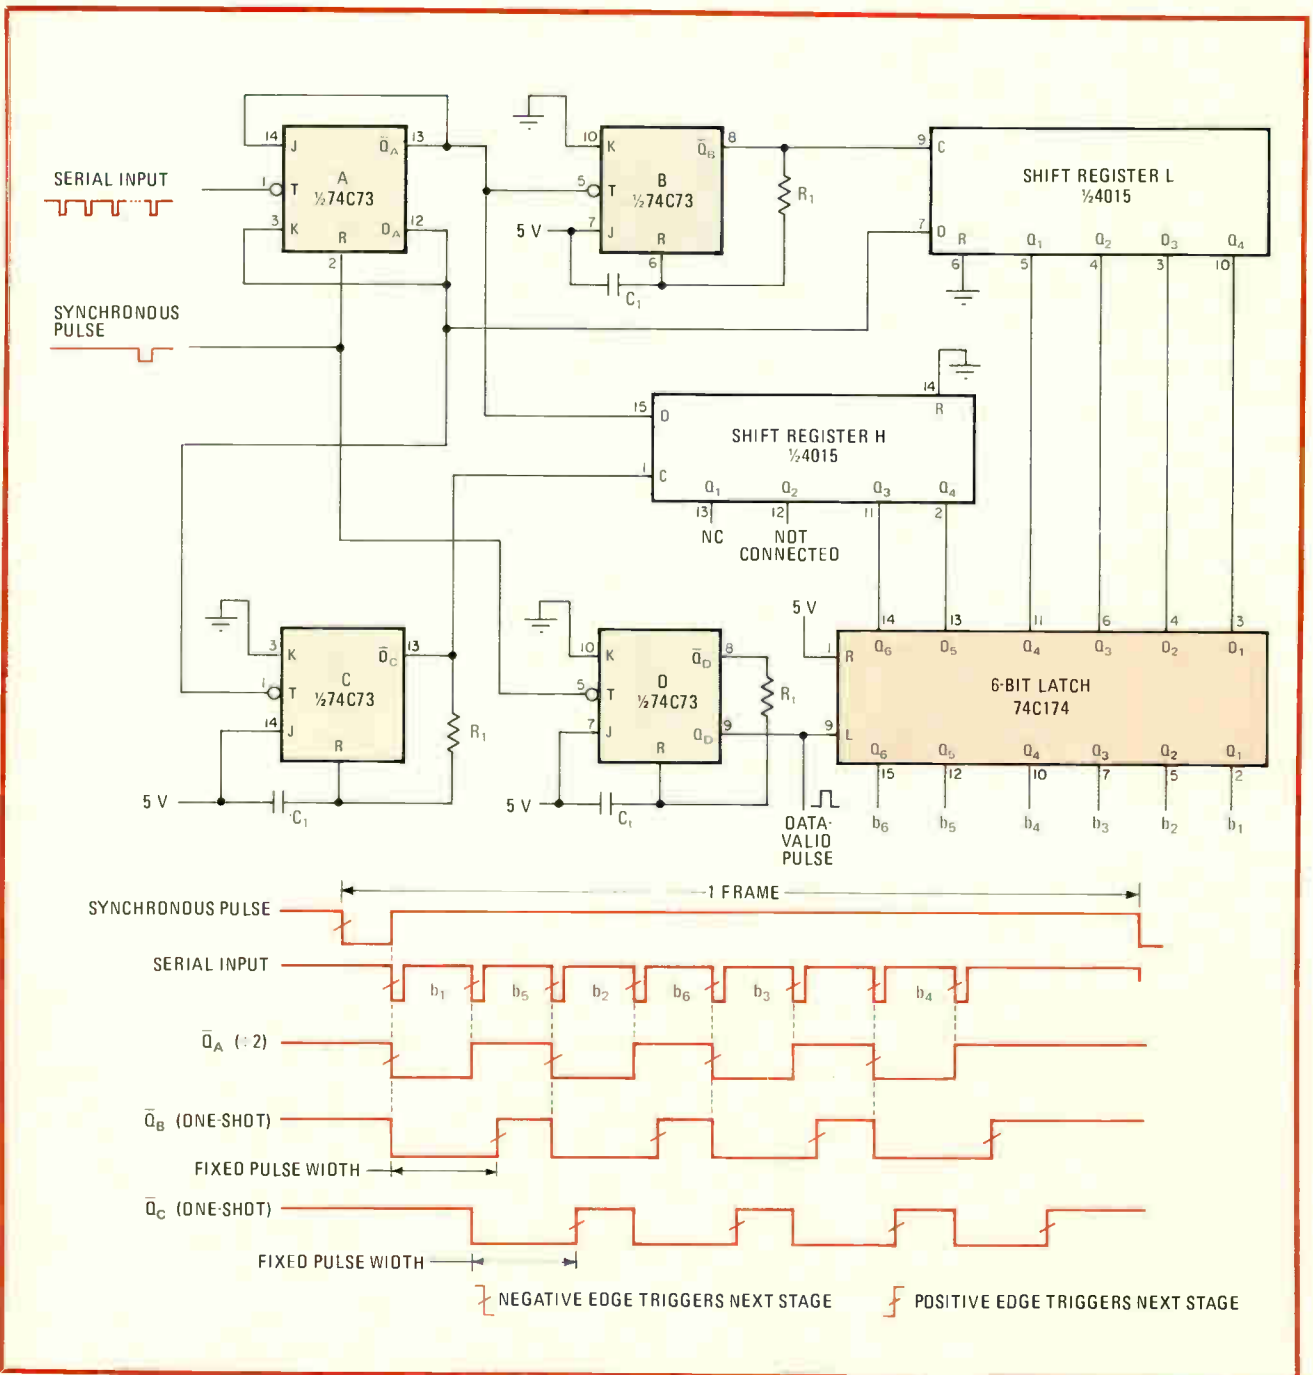 14 J
Q̅A 13
A
½74C73
SERIAL INPUT
1 T
3 K
R
QA 12
2
10 K
Q̅B 8
B
½74C73
5 T
5 V
7 J
R
6
C1
R1
9 C
SHIFT REGISTER L
½4015
7 D
R Q1 Q2 Q3 Q4
6 5 4 3 10
SYNCHRONOUS
PULSE
14
R
15 D
SHIFT REGISTER H
½4015
1 C
Q1 Q2 Q3 Q4
13 12 11 2
NC NOT
CONNECTED
3 K
Q̅C 13
C
½74C73
1 T
14 J
R
R1
5 V
C1
10 K
Q̅D 8
D
½74C73
5 T
7 J
QD 9
R
R1
5 V
C1
DATA-
VALID
PULSE
5 V
14 13 11 6 4 3
1 R
D6 D5 D4 D3 D2 D1
6-BIT LATCH
74C174
9 L
Q6 Q5 Q4 Q3 Q2 Q1
15 12 10 7 5 2
b6 b5 b4 b3 b2 b1
1 FRAME
SYNCHRONOUS PULSE
SERIAL INPUT
b1 b5 b2 b6 b3 b4
Q̅A (÷2)
Q̅B (ONE-SHOT)
FIXED PULSE WIDTH
Q̅C (ONE-SHOT)
FIXED PULSE WIDTH
NEGATIVE EDGE TRIGGERS NEXT STAGE
POSITIVE EDGE TRIGGERS NEXT STAGE